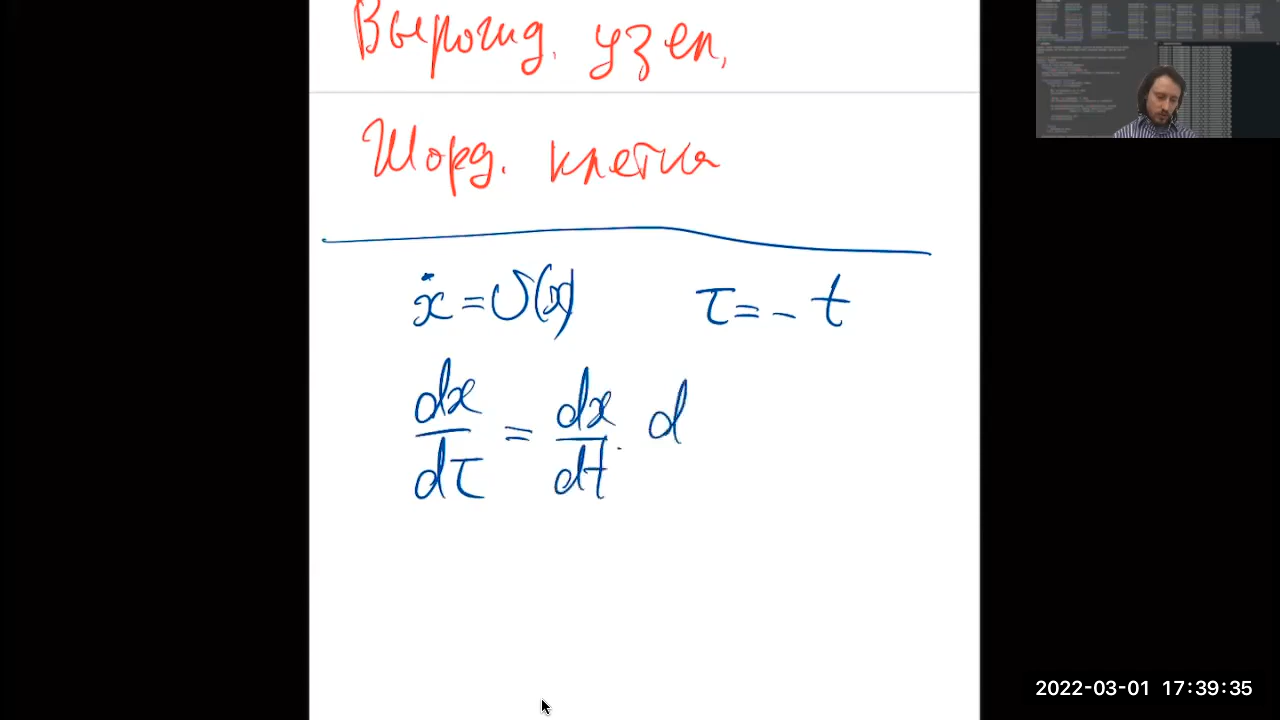 Вырожд. узел,
Жорд. клетка
ẋ = v(x) τ = - t
dx/dτ = dx/dt · d
2022-03-01 17:39:35